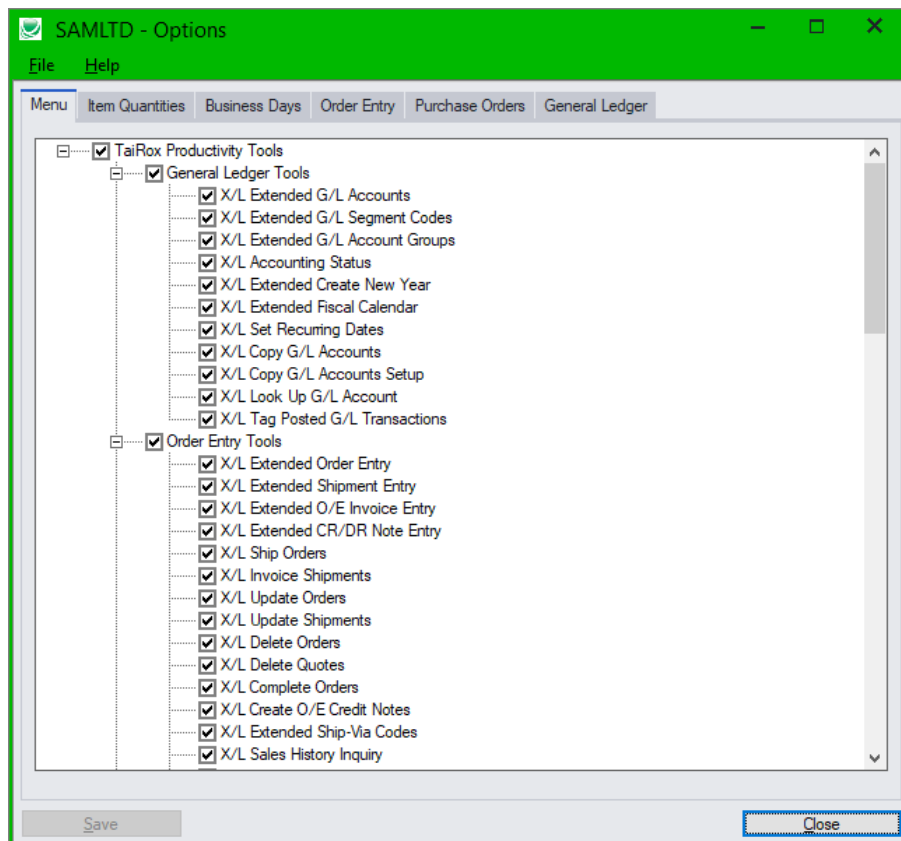 SAMLTD - Options
File Help
Menu Item Quantities Business Days Order Entry Purchase Orders General Ledger
TaiRox Productivity Tools
General Ledger Tools
X/L Extended G/L Accounts
X/L Extended G/L Segment Codes
X/L Extended G/L Account Groups
X/L Accounting Status
X/L Extended Create New Year
X/L Extended Fiscal Calendar
X/L Set Recurring Dates
X/L Copy G/L Accounts
X/L Copy G/L Accounts Setup
X/L Look Up G/L Account
X/L Tag Posted G/L Transactions
Order Entry Tools
X/L Extended Order Entry
X/L Extended Shipment Entry
X/L Extended O/E Invoice Entry
X/L Extended CR/DR Note Entry
X/L Ship Orders
X/L Invoice Shipments
X/L Update Orders
X/L Update Shipments
X/L Delete Orders
X/L Delete Quotes
X/L Complete Orders
X/L Create O/E Credit Notes
X/L Extended Ship-Via Codes
X/L Sales History Inquiry
Save Close